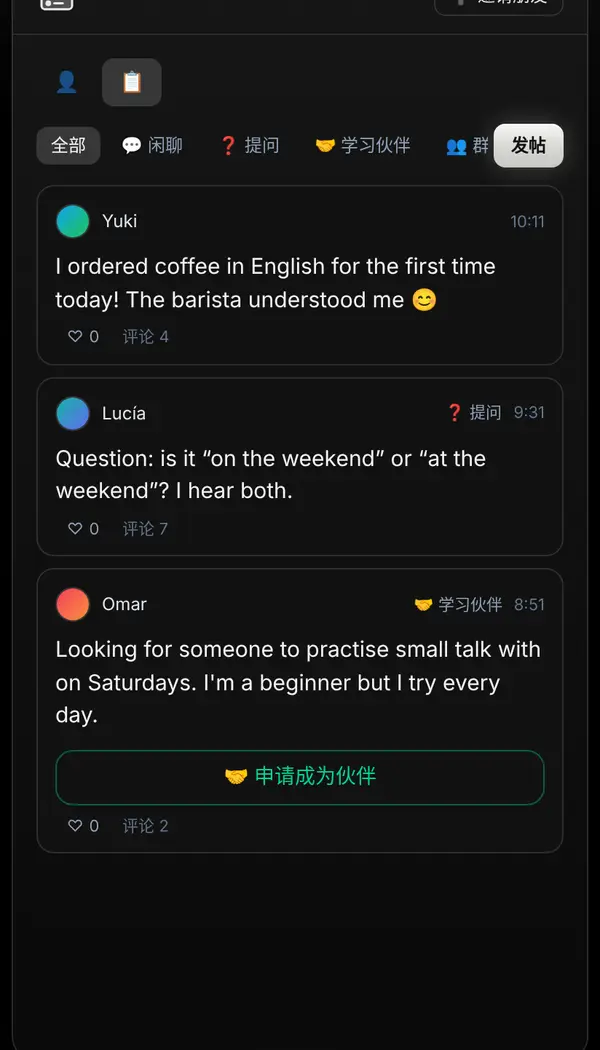 全部 💬 闲聊 ❓ 提问 🤝 学习伙伴 👥 群 发帖
Yuki 10:11
I ordered coffee in English for the first time
today! The barista understood me 😊
♡ 0 评论 4
Lucía ❓ 提问 9:31
Question: is it “on the weekend” or “at the
weekend”? I hear both.
♡ 0 评论 7
Omar 🤝 学习伙伴 8:51
Looking for someone to practise small talk with
on Saturdays. I'm a beginner but I try every
day.
🤝 申请成为伙伴
♡ 0 评论 2